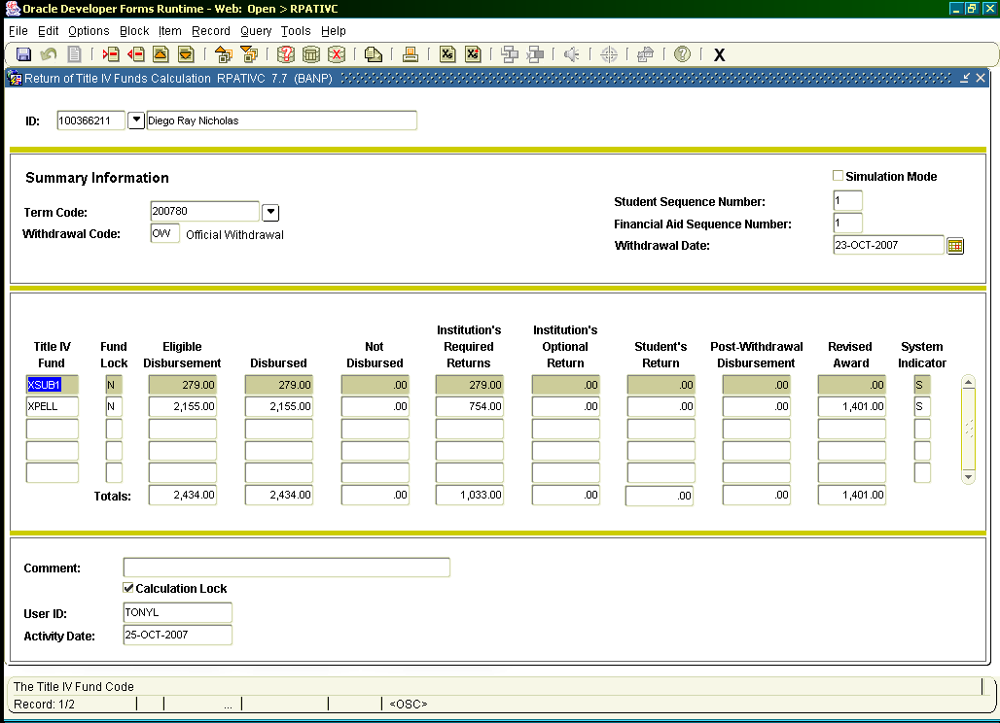 Oracle Developer Forms Runtime - Web: Open > RPATIVC
File Edit Options Block Item Record Query Tools Help
X
Return of Title IV Funds Calculation RPATIVC 7.7 (BANP)
ID: 100366211 Diego Ray Nicholas
Summary Information
Simulation Mode
Term Code: 200780
Student Sequence Number: 1
Withdrawal Code: OW Official Withdrawal
Financial Aid Sequence Number: 1
Withdrawal Date: 23-OCT-2007
Institution's Institution's
Title IV Fund Eligible Not Required Optional Student's Post-Withdrawal Revised System
Fund Lock Disbursement Disbursed Disbursed Returns Return Return Disbursement Award Indicator
XSUB1 N 279.00 279.00 .00 279.00 .00 .00 .00 .00 S
XPELL N 2,155.00 2,155.00 .00 754.00 .00 .00 .00 1,401.00 S
Totals: 2,434.00 2,434.00 .00 1,033.00 .00 .00 .00 1,401.00
Comment:
Calculation Lock
User ID: TONYL
Activity Date: 25-OCT-2007
The Title IV Fund Code
Record: 1/2 ... <OSC>